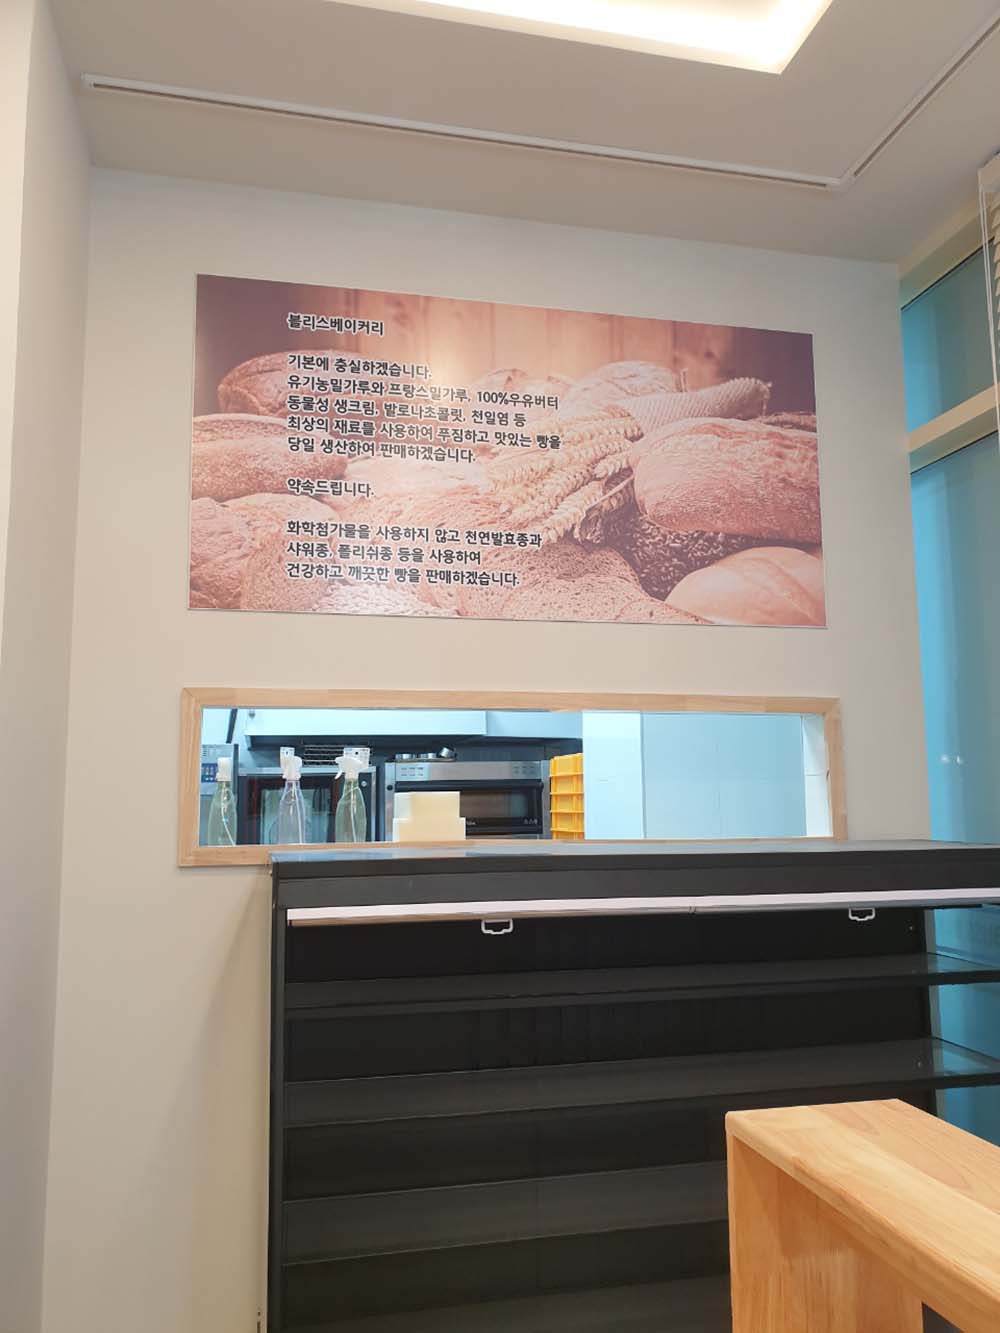 블리스베이커리
기본에 충실하겠습니다.
유기농밀가루와 프랑스밀가루, 100%우유버터
동물성 생크림, 발로나초콜릿, 천일염 등
최상의 재료를 사용하여 푸짐하고 맛있는 빵을
당일 생산하여 판매하겠습니다.
약속드립니다.
화학첨가물을 사용하지 않고 천연발효종과
샤워종, 폴리쉬종 등을 사용하여
건강하고 깨끗한 빵을 판매하겠습니다.